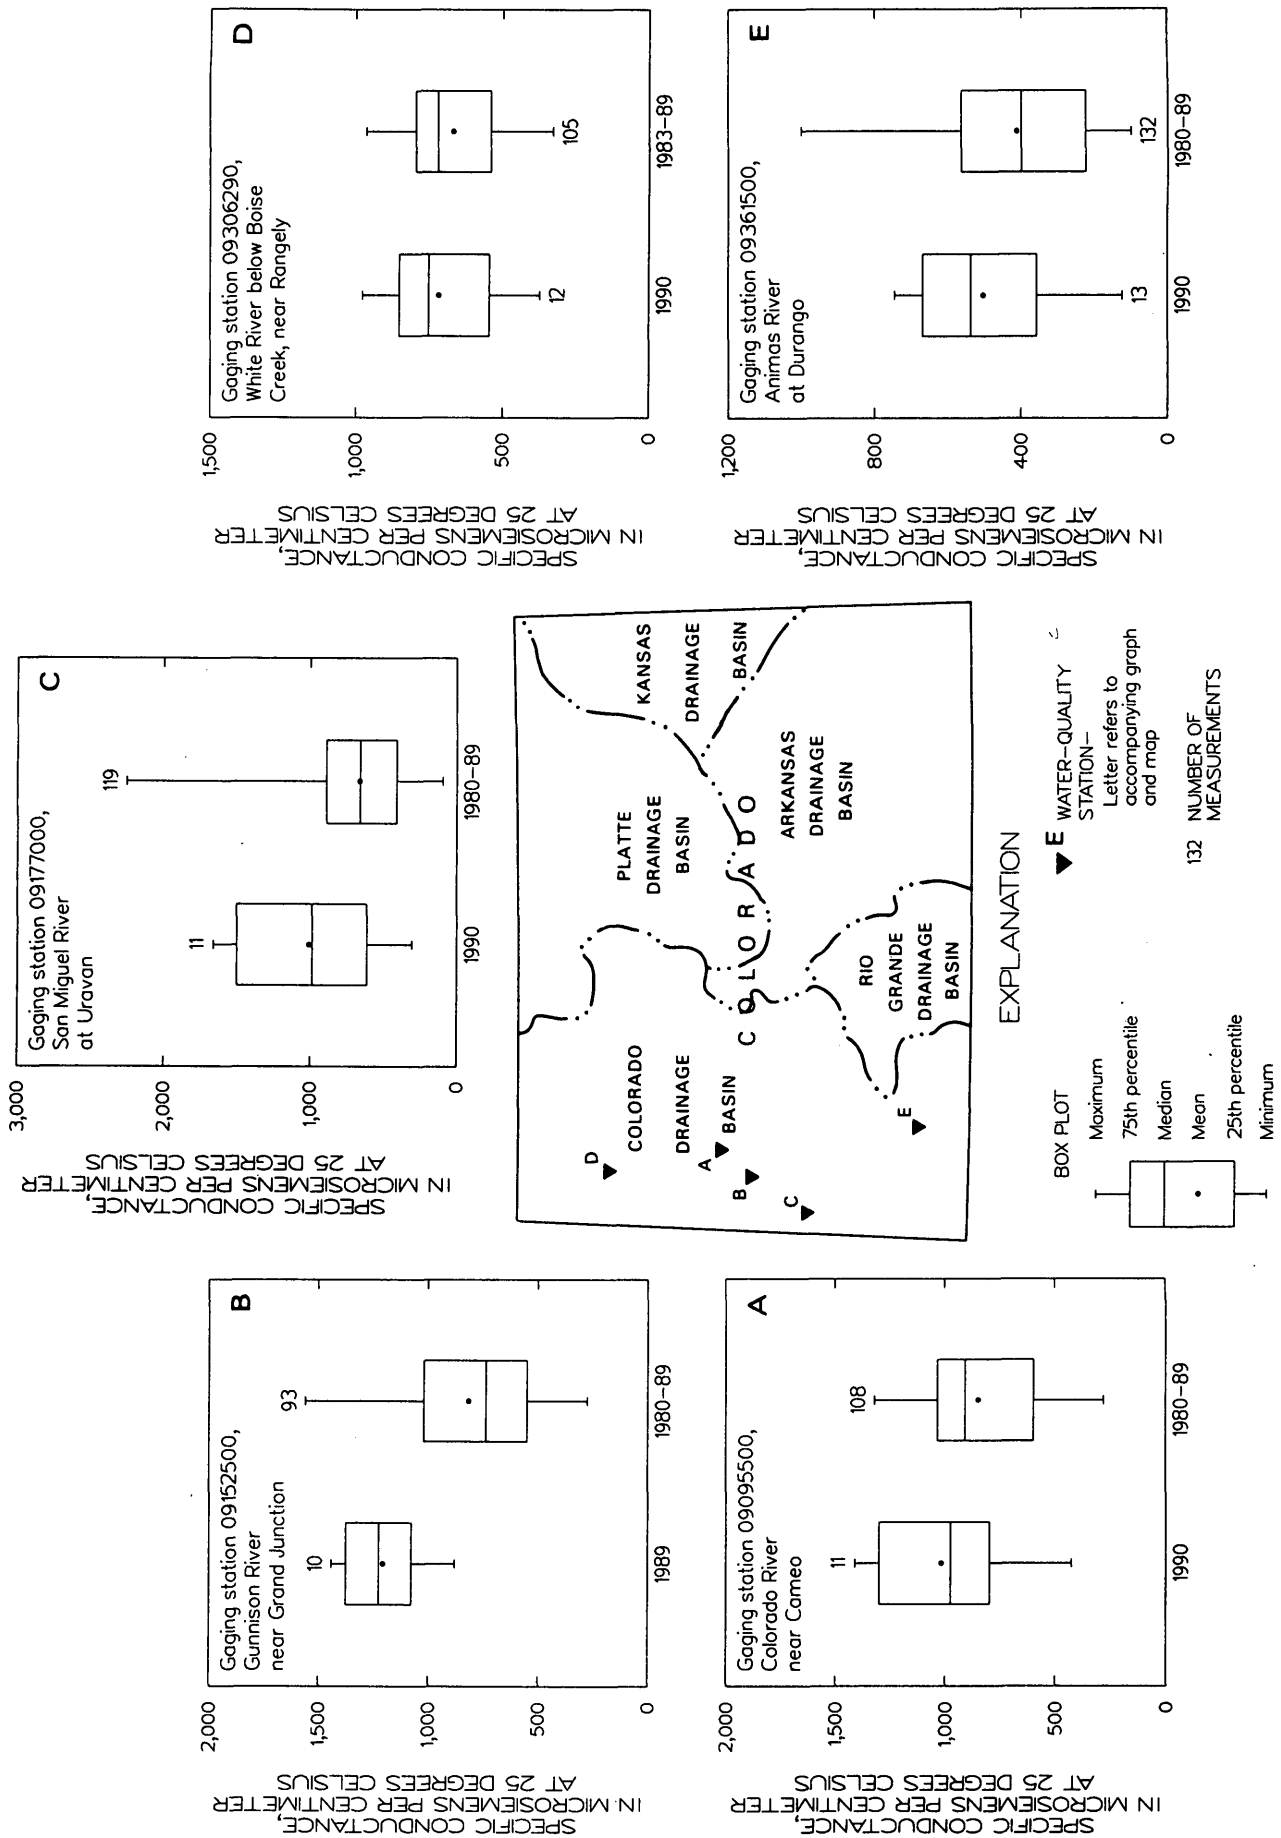 SPECIFIC CONDUCTANCE,
IN MICROSIEMENS PER CENTIMETER
AT 25 DEGREES CELSIUS
2,000
1,500
1,000
500
0
Gaging station 09152500,
Gunnison River
near Grand Junction
B
10
93
1989
1980-89
SPECIFIC CONDUCTANCE,
IN MICROSIEMENS PER CENTIMETER
AT 25 DEGREES CELSIUS
3,000
2,000
1,000
0
Gaging station 09177000,
San Miguel River
at Uravan
C
11
119
1990
1980-89
SPECIFIC CONDUCTANCE,
IN MICROSIEMENS PER CENTIMETER
AT 25 DEGREES CELSIUS
1,500
1,000
500
0
Gaging station 09306290,
White River below Boise
Creek, near Rangely
D
12
105
1990
1983-89
SPECIFIC CONDUCTANCE,
IN MICROSIEMENS PER CENTIMETER
AT 25 DEGREES CELSIUS
2,000
1,500
1,000
500
0
Gaging station 09095500,
Colorado River
near Cameo
A
11
108
1990
1980-89
D
COLORADO
DRAINAGE
BASIN
A
B
C
E
PLATTE
DRAINAGE
BASIN
KANSAS
DRAINAGE
BASIN
COLORADO
ARKANSAS
DRAINAGE
BASIN
RIO
GRANDE
DRAINAGE
BASIN
EXPLANATION
BOX PLOT
Maximum
75th percentile
Median
Mean
25th percentile
Minimum
E WATER-QUALITY
STATION-
Letter refers to
accompanying graph
and map
132 NUMBER OF
MEASUREMENTS
SPECIFIC CONDUCTANCE,
IN MICROSIEMENS PER CENTIMETER
AT 25 DEGREES CELSIUS
1,200
800
400
0
Gaging station 09361500,
Animas River
at Durango
E
13
132
1990
1980-89